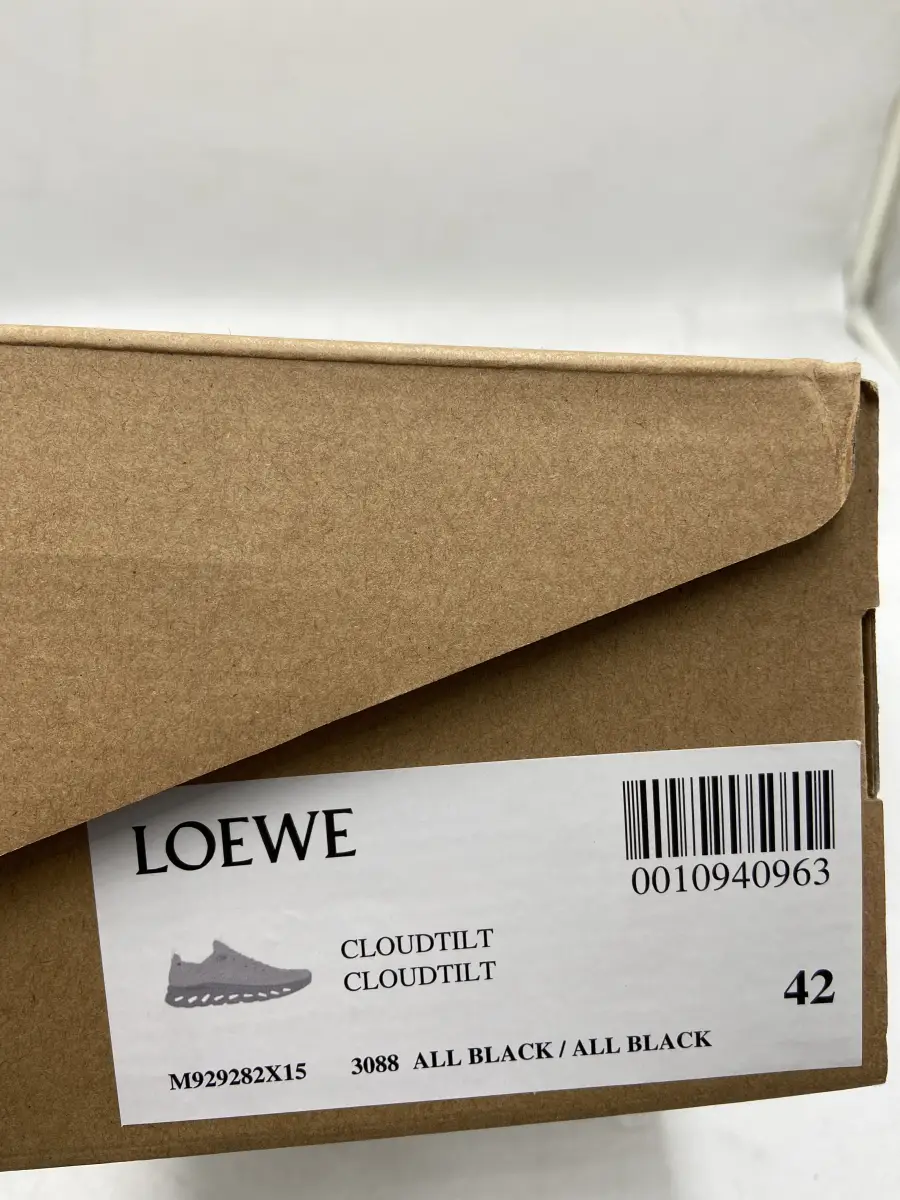 LOEWE
0010940963
CLOUDTILT
CLOUDTILT
42
M929282X15 3088 ALL BLACK / ALL BLACK